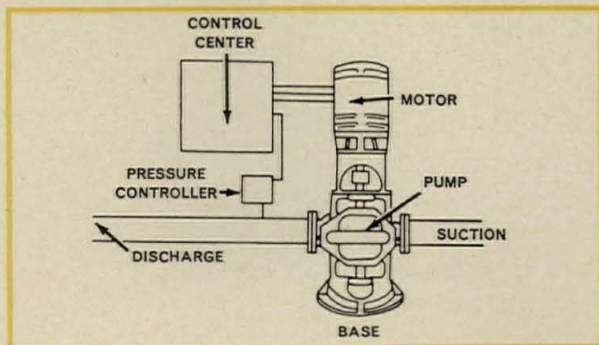 CONTROL
CENTER
MOTOR
PRESSURE
CONTROLLER
PUMP
SUCTION
DISCHARGE
BASE